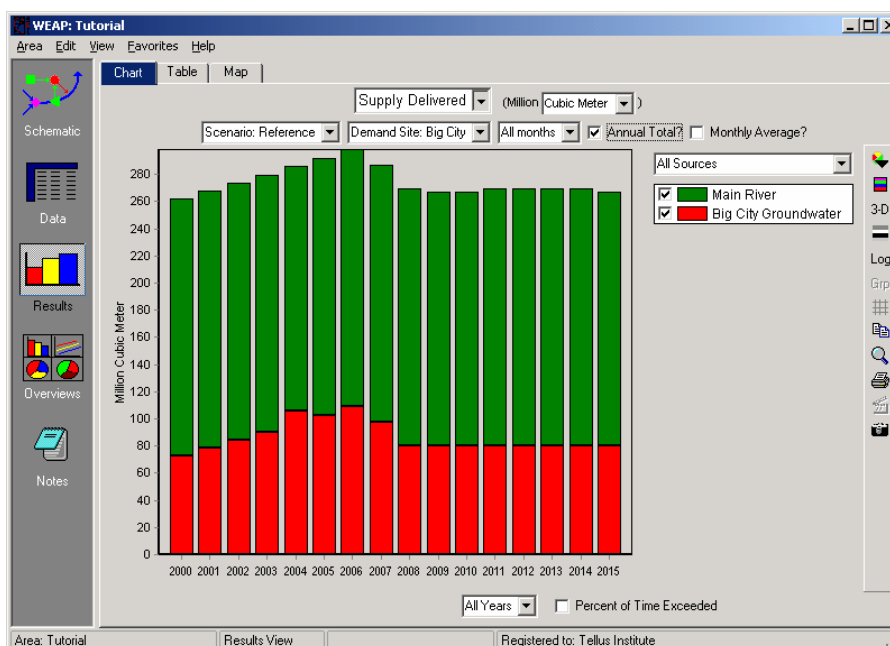 WEAP: Tutorial
Area Edit View Favorites Help
Chart Table Map
Supply Delivered (Million Cubic Meter )
Scenario: Reference Demand Site: Big City All months Annual Total? Monthly Average?
All Sources
Main River
Big City Groundwater
Schematic
Data
Results
Overviews
Notes
Million Cubic Meter
280
260
240
220
200
180
160
140
120
100
80
60
40
20
0
2000 2001 2002 2003 2004 2005 2006 2007 2008 2009 2010 2011 2012 2013 2014 2015
3-D
Log
Grp
All Years Percent of Time Exceeded
Area: Tutorial Results View Registered to: Tellus Institute